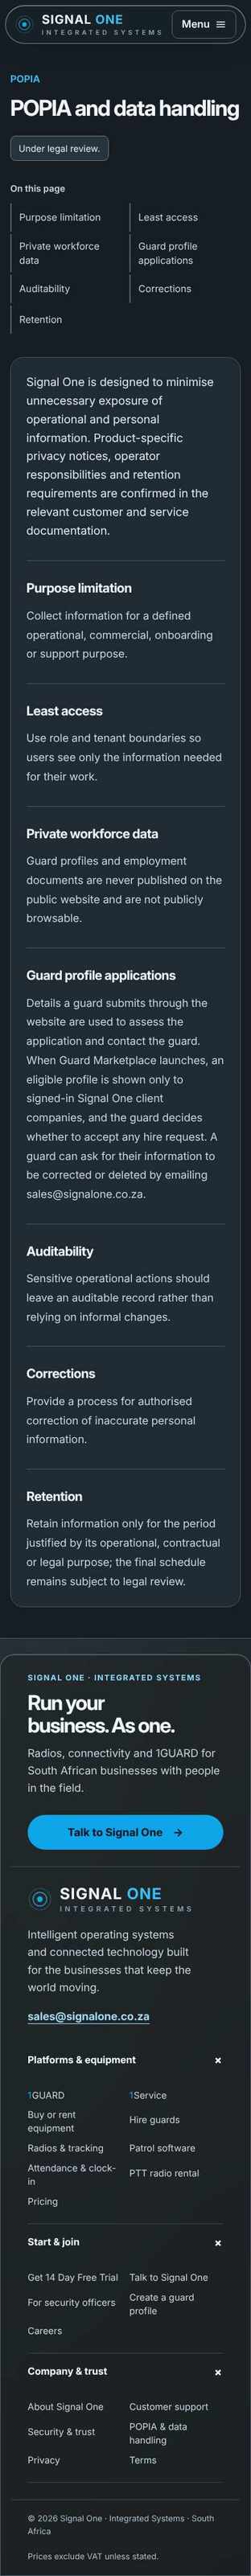 SIGNAL ONE
INTEGRATED SYSTEMS
Menu
POPIA
POPIA and data handling
Under legal review.
On this page
Purpose limitation
Least access
Private workforce
data
Guard profile
applications
Auditability
Corrections
Retention
Signal One is designed to minimise
unnecessary exposure of
operational and personal
information. Product-specific
privacy notices, operator
responsibilities and retention
requirements are confirmed in the
relevant customer and service
documentation.
Purpose limitation
Collect information for a defined
operational, commercial, onboarding
or support purpose.
Least access
Use role and tenant boundaries so
users see only the information needed
for their work.
Private workforce data
Guard profiles and employment
documents are never published on the
public website and are not publicly
browsable.
Guard profile applications
Details a guard submits through the
website are used to assess the
application and contact the guard.
When Guard Marketplace launches, an
eligible profile is shown only to
signed-in Signal One client
companies, and the guard decides
whether to accept any hire request. A
guard can ask for their information to
be corrected or deleted by emailing
sales@signalone.co.za.
Auditability
Sensitive operational actions should
leave an auditable record rather than
relying on informal changes.
Corrections
Provide a process for authorised
correction of inaccurate personal
information.
Retention
Retain information only for the period
justified by its operational, contractual
or legal purpose; the final schedule
remains subject to legal review.
SIGNAL ONE · INTEGRATED SYSTEMS
Run your
business. As one.
Radios, connectivity and 1GUARD for
South African businesses with people
in the field.
Talk to Signal One →
SIGNAL ONE
INTEGRATED SYSTEMS
Intelligent operating systems
and connected technology built
for the businesses that keep the
world moving.
sales@signalone.co.za
Platforms & equipment ×
1GUARD
1Service
Buy or rent
equipment
Hire guards
Radios & tracking
Patrol software
Attendance & clock-
in
PTT radio rental
Pricing
Start & join ×
Get 14 Day Free Trial
Talk to Signal One
For security officers
Create a guard
profile
Careers
Company & trust ×
About Signal One
Customer support
Security & trust
POPIA & data
handling
Privacy
Terms
© 2026 Signal One · Integrated Systems · South
Africa
Prices exclude VAT unless stated.